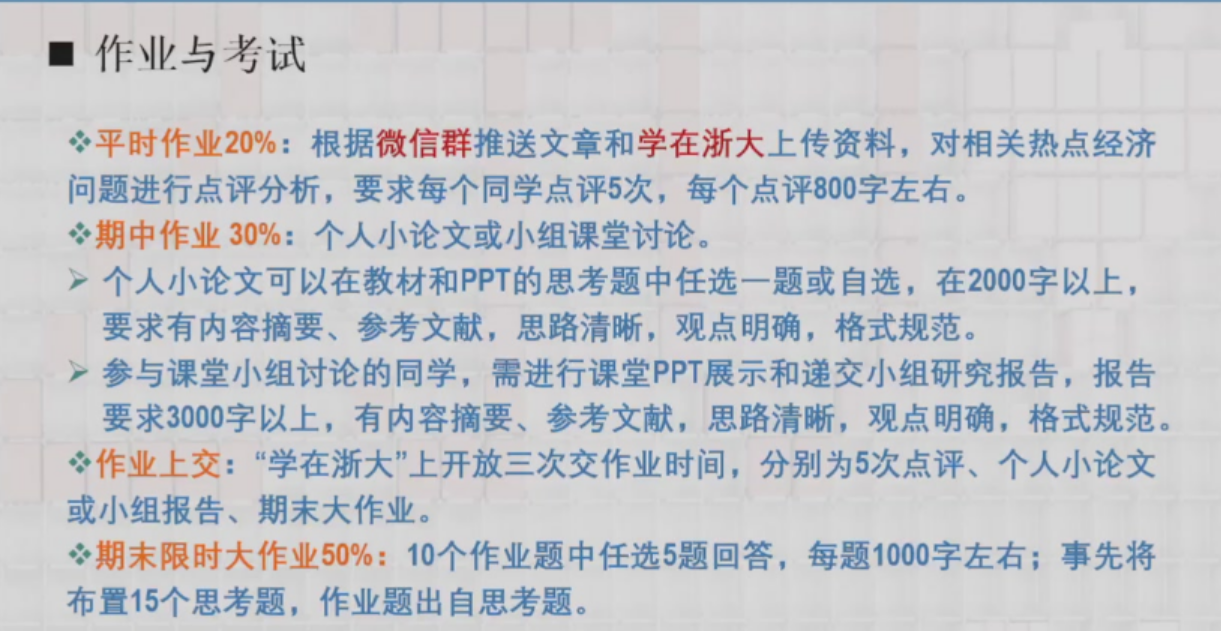 ■ 作业与考试
❖平时作业20%：根据微信群推送文章和学在浙大上传资料，对相关热点经济
问题进行点评分析，要求每个同学点评5次，每个点评800字左右。
❖期中作业 30%：个人小论文或小组课堂讨论。
➢ 个人小论文可以在教材和PPT的思考题中任选一题或自选，在2000字以上，
要求有内容摘要、参考文献，思路清晰，观点明确，格式规范。
➢ 参与课堂小组讨论的同学，需进行课堂PPT展示和递交小组研究报告，报告
要求3000字以上，有内容摘要、参考文献，思路清晰，观点明确，格式规范。
❖作业上交：“学在浙大”上开放三次交作业时间，分别为5次点评、个人小论文
或小组报告、期末大作业。
❖期末限时大作业50%：10个作业题中任选5题回答，每题1000字左右；事先将
布置15个思考题，作业题出自思考题。